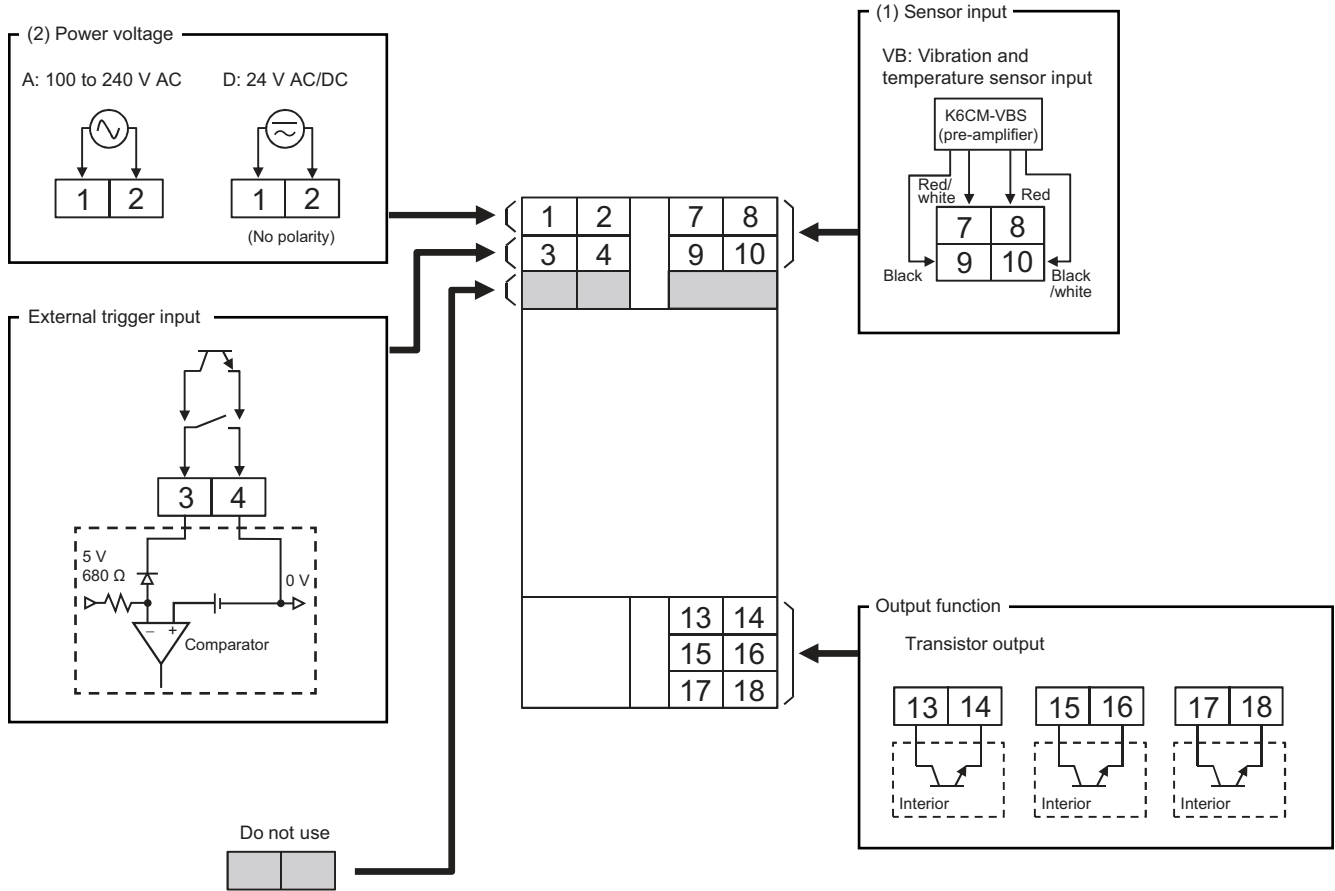 (2) Power voltage
A: 100 to 240 V AC
D: 24 V AC/DC
1 2
1 2
(No polarity)
External trigger input
3 4
5 V
680 Ω
0 V
– +
Comparator
Do not use
1 2 7 8
3 4 9 10
13 14
15 16
17 18
(1) Sensor input
VB: Vibration and
temperature sensor input
K6CM-VBS
(pre-amplifier)
Red/
white
Red
7 8
9 10
Black
Black
/white
Output function
Transistor output
13 14
15 16
17 18
Interior
Interior
Interior